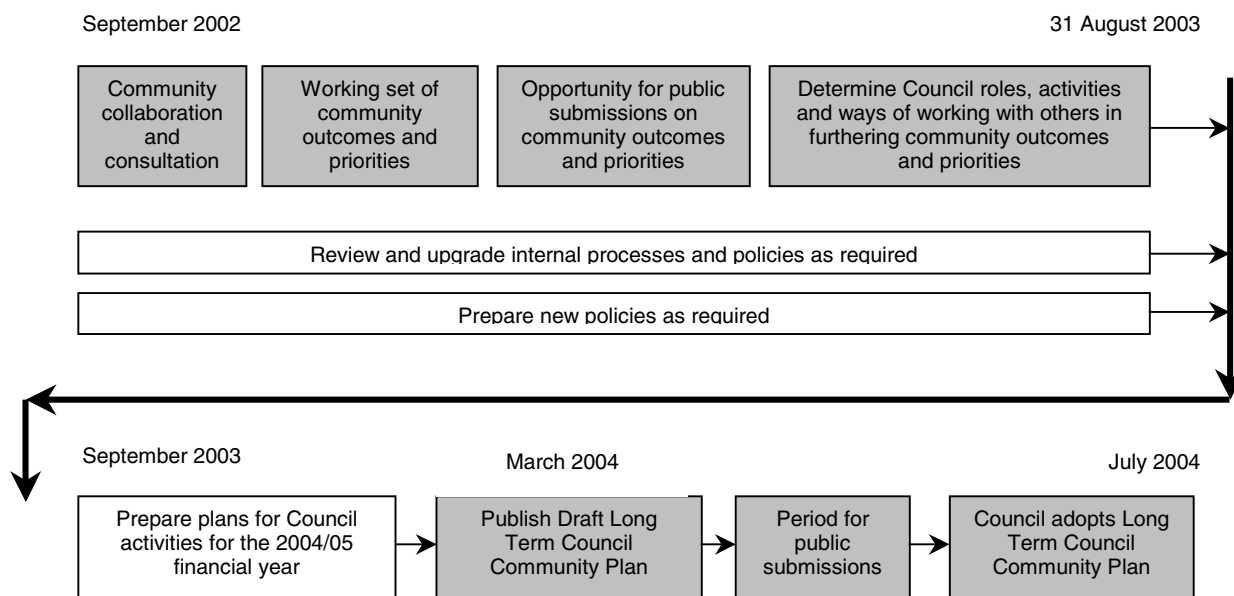 September 2002
31 August 2003
Community
collaboration
and
consultation
Working set of
community
outcomes and
priorities
Opportunity for public
submissions on
community outcomes
and priorities
Determine Council roles, activities
and ways of working with others in
furthering community outcomes
and priorities
Review and upgrade internal processes and policies as required
Prepare new policies as required
September 2003
March 2004
July 2004
Prepare plans for Council
activities for the 2004/05
financial year
Publish Draft Long
Term Council
Community Plan
Period for
public
submissions
Council adopts Long
Term Council
Community Plan